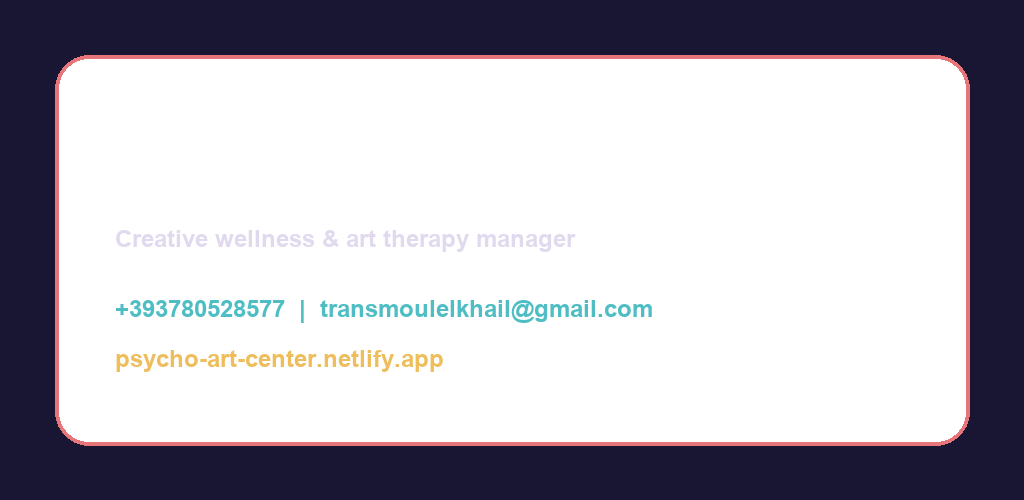 Creative wellness & art therapy manager
+393780528577 | transmoulelkhail@gmail.com
psycho-art-center.netlify.app